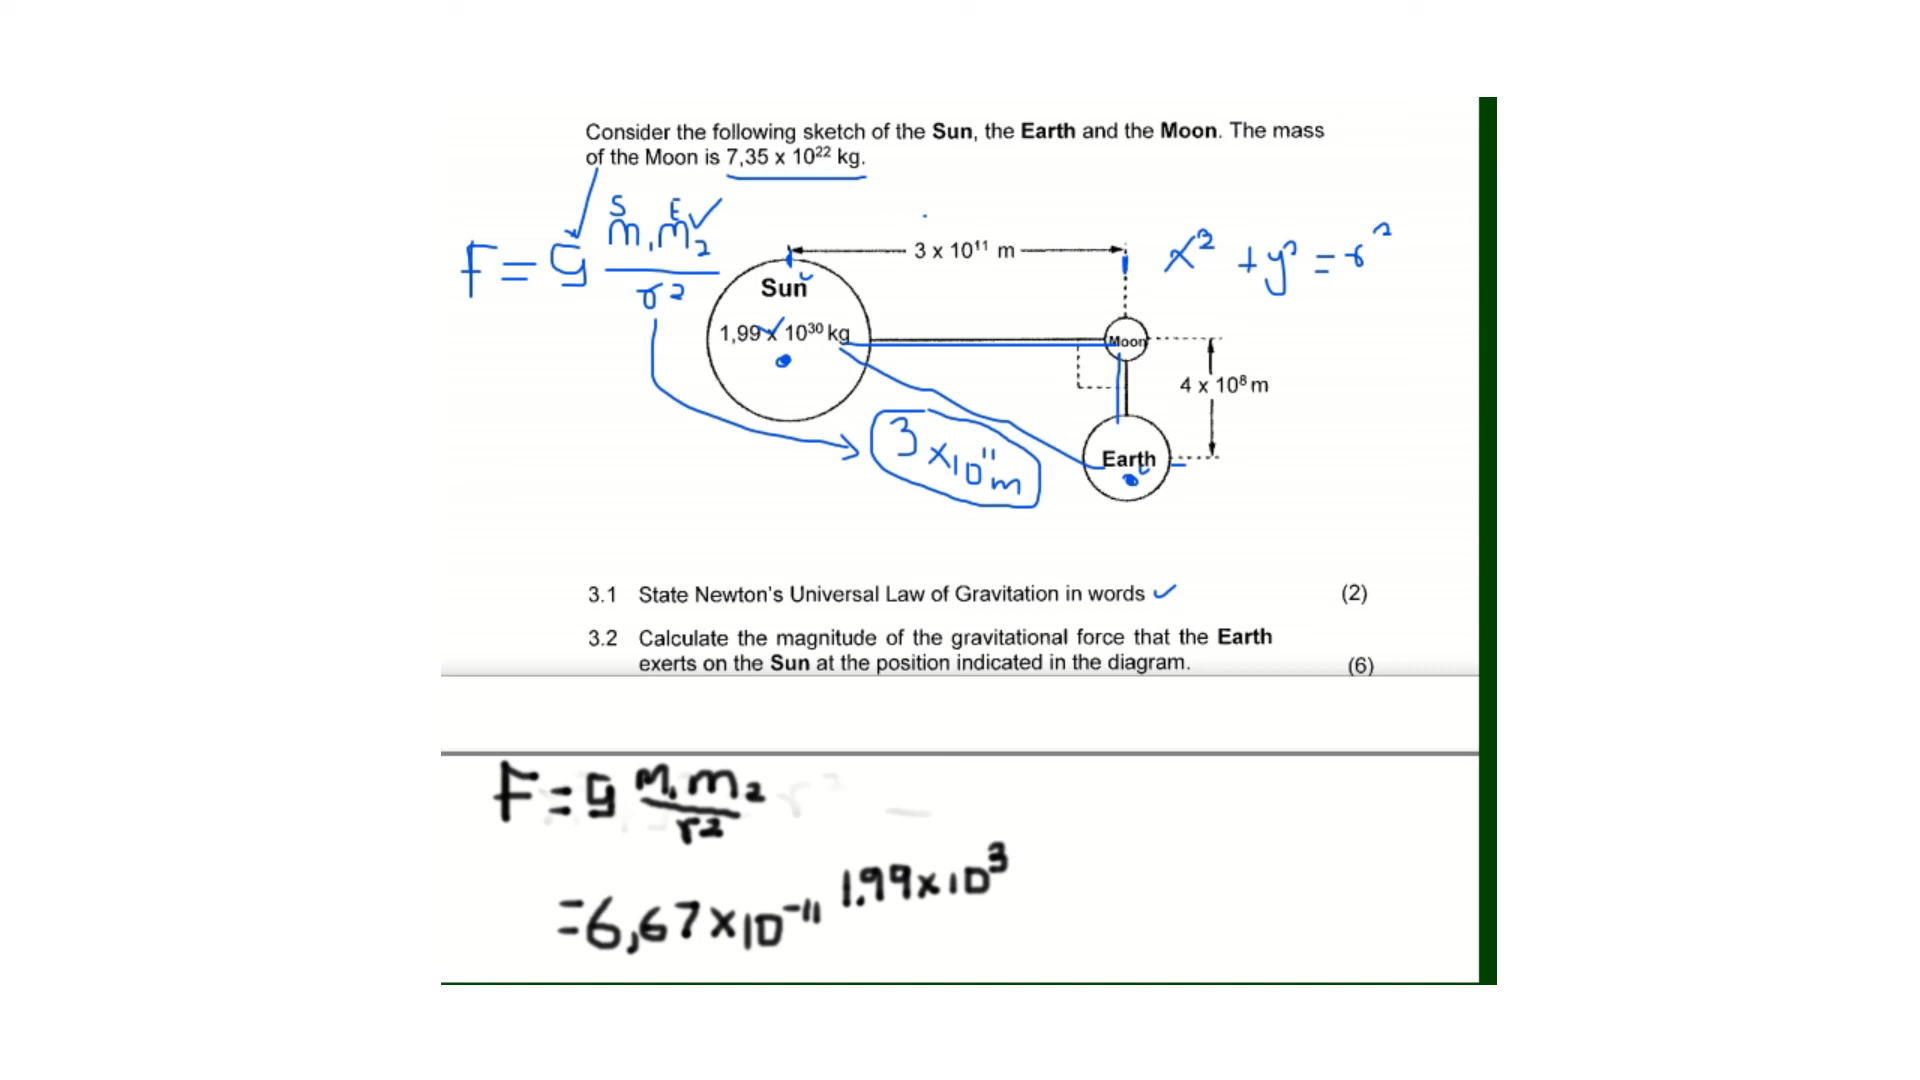 Consider the following sketch of the Sun, the Earth and the Moon. The mass
of the Moon is 7,35 x 10²² kg.
S E
F = G m₁m₂ / r²
3 x 10¹¹ m
x² + y² = r²
Sun
1,99 x 10³⁰ kg
Moon
4 x 10⁸ m
3 × 10¹¹ m
Earth
3.1 State Newton's Universal Law of Gravitation in words (2)
3.2 Calculate the magnitude of the gravitational force that the Earth
exerts on the Sun at the position indicated in the diagram. (6)
F = G M₁m₂ / r²
= 6,67 × 10⁻¹¹ 1.99 × 10³